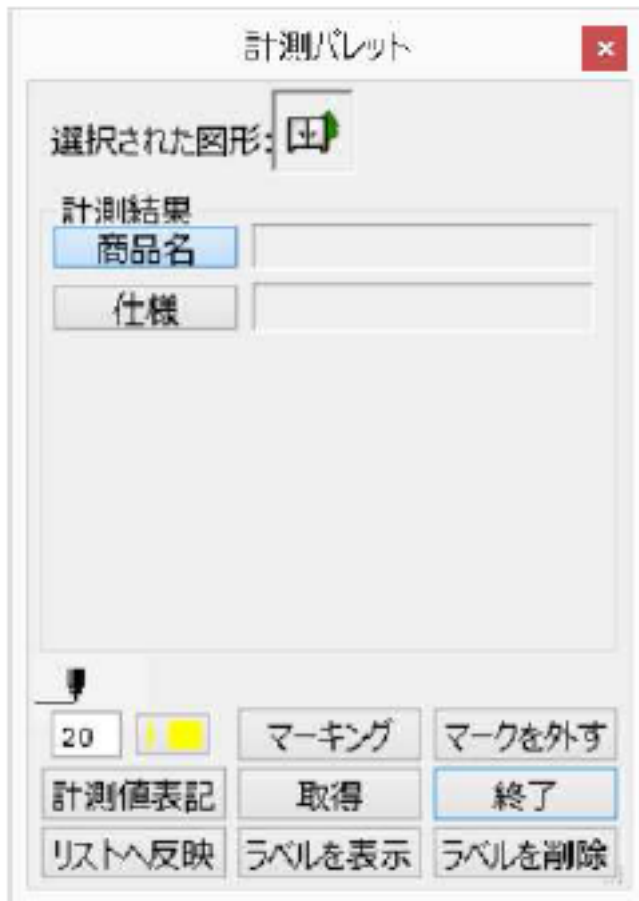 計測パレット
選択された図形:
計測結果
商品名
仕様
20 マーキング マークを外す
計測値表記 取得 終了
リストへ反映 ラベルを表示 ラベルを削除